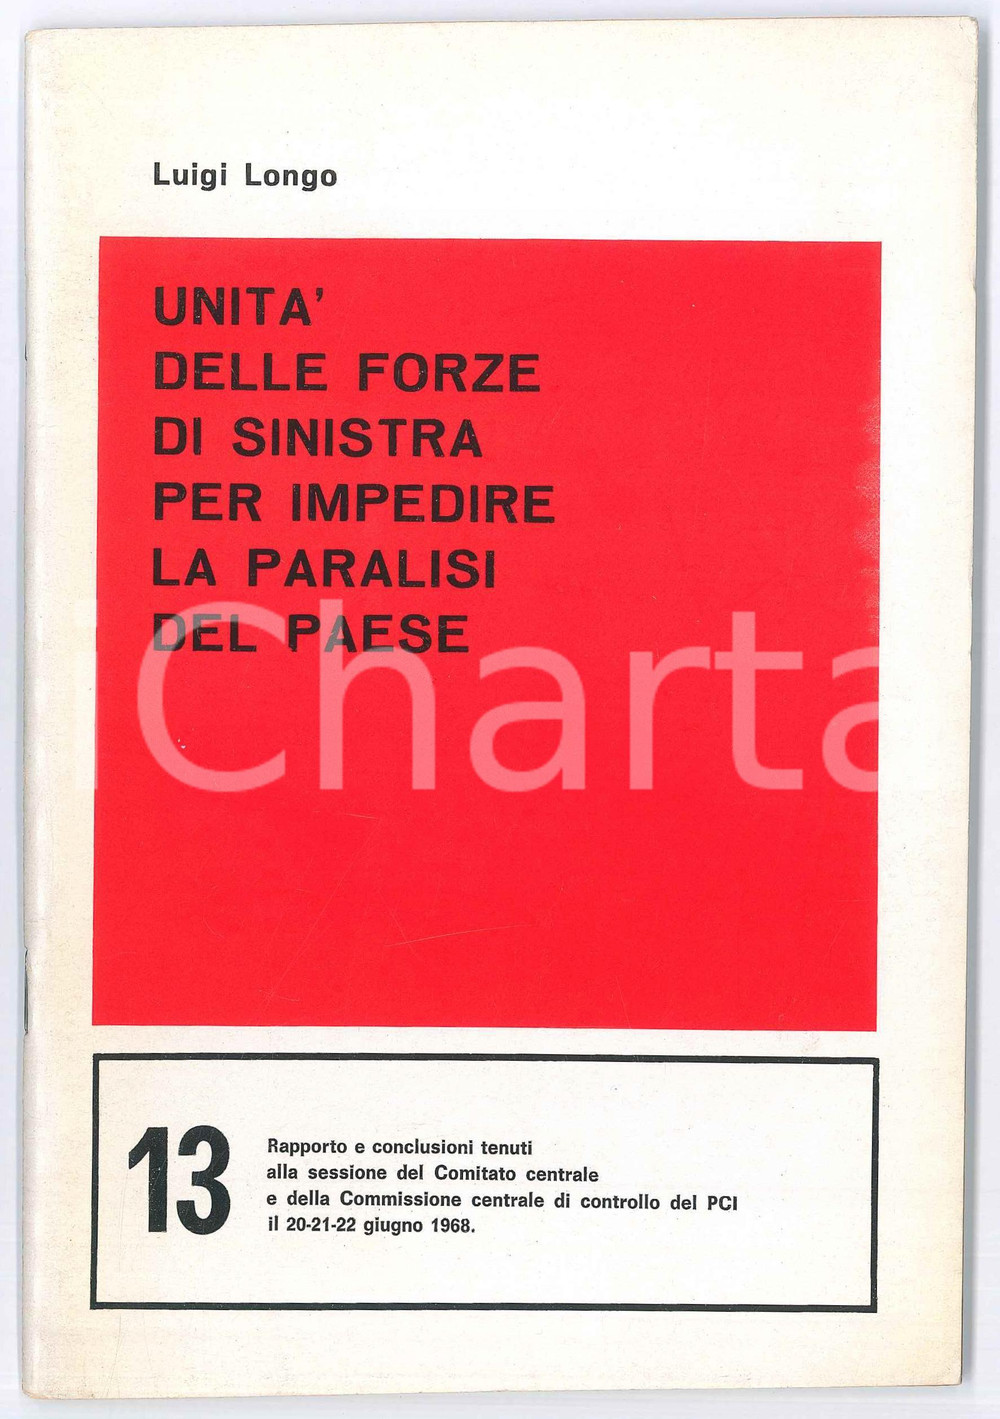 Luigi Longo
UNITA'
DELLE FORZE
DI SINISTRA
PER IMPEDIRE
LA PARALISI
DEL PAESE
iCharta
13
Rapporto e conclusioni tenuti
alla sessione del Comitato centrale
e della Commissione centrale di controllo del PCI
il 20-21-22 giugno 1968.